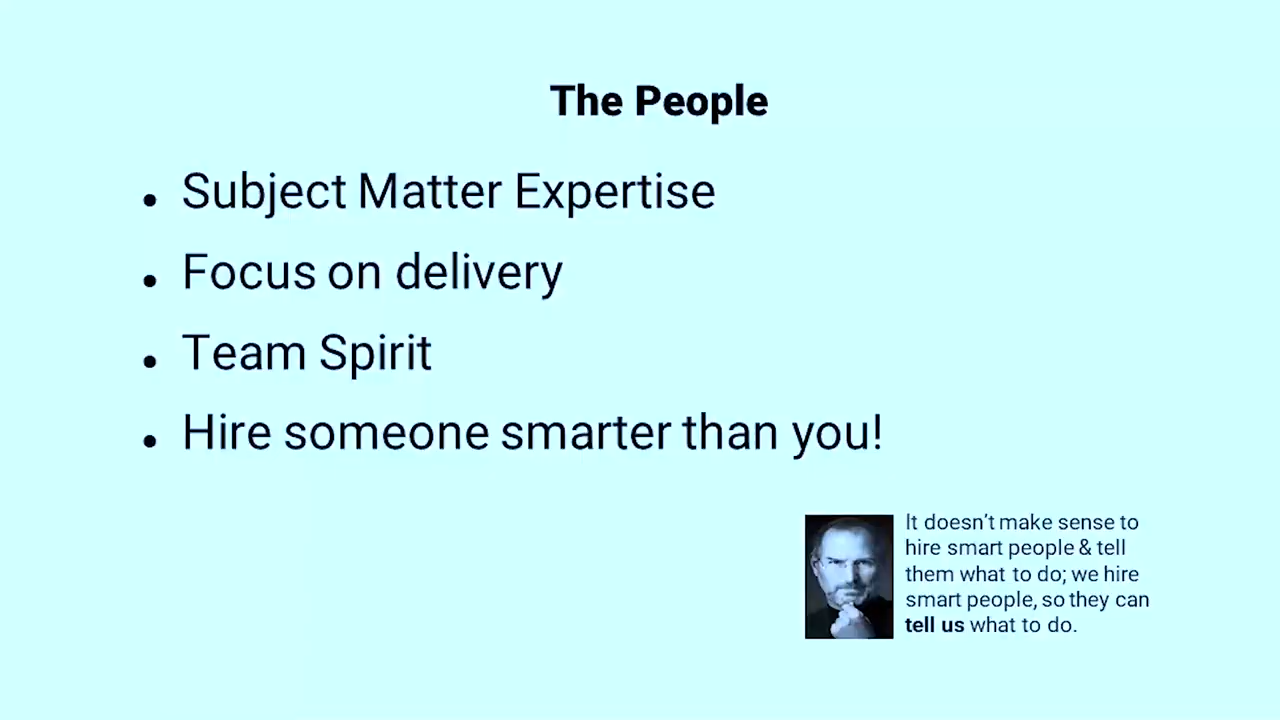 The People
• Subject Matter Expertise
• Focus on delivery
• Team Spirit
• Hire someone smarter than you!
It doesn’t make sense to
hire smart people & tell
them what to do; we hire
smart people, so they can
tell us what to do.